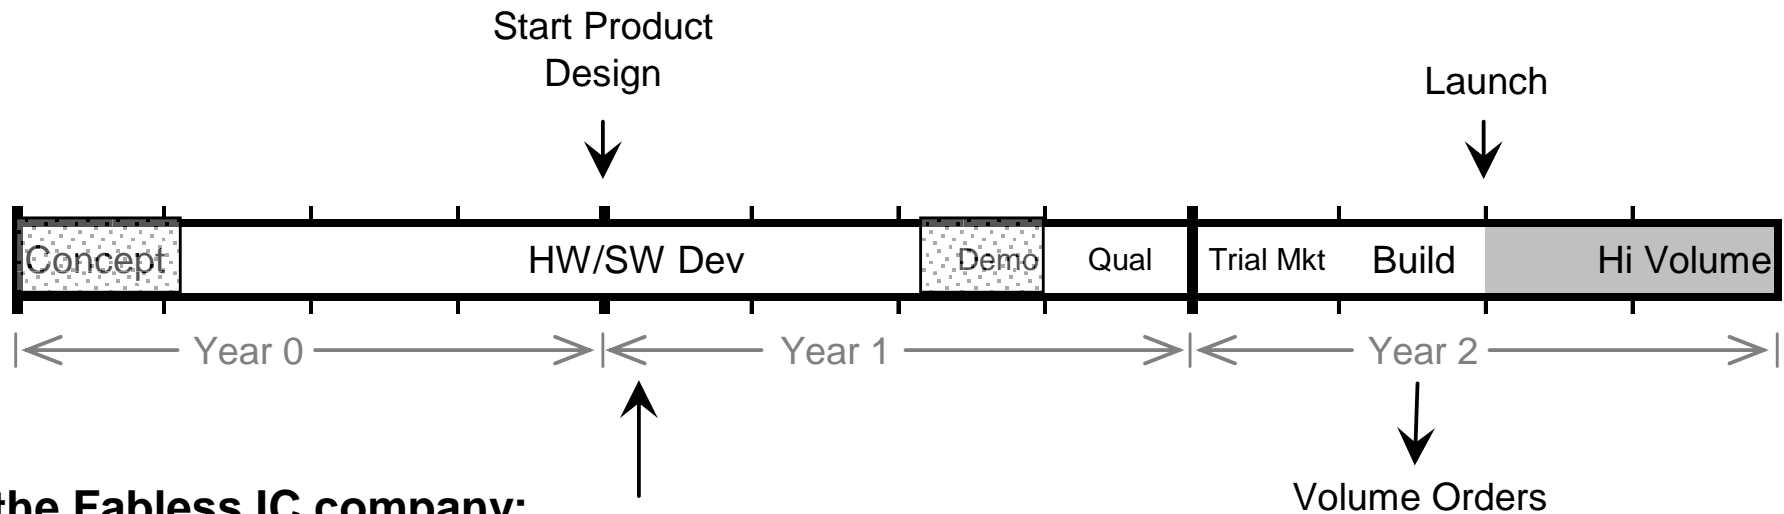 Start Product
Design
Launch
Concept HW/SW Dev Demo Qual Trial Mkt Build Hi Volume
Year 0 Year 1 Year 2
the Fabless IC company:
Volume Orders